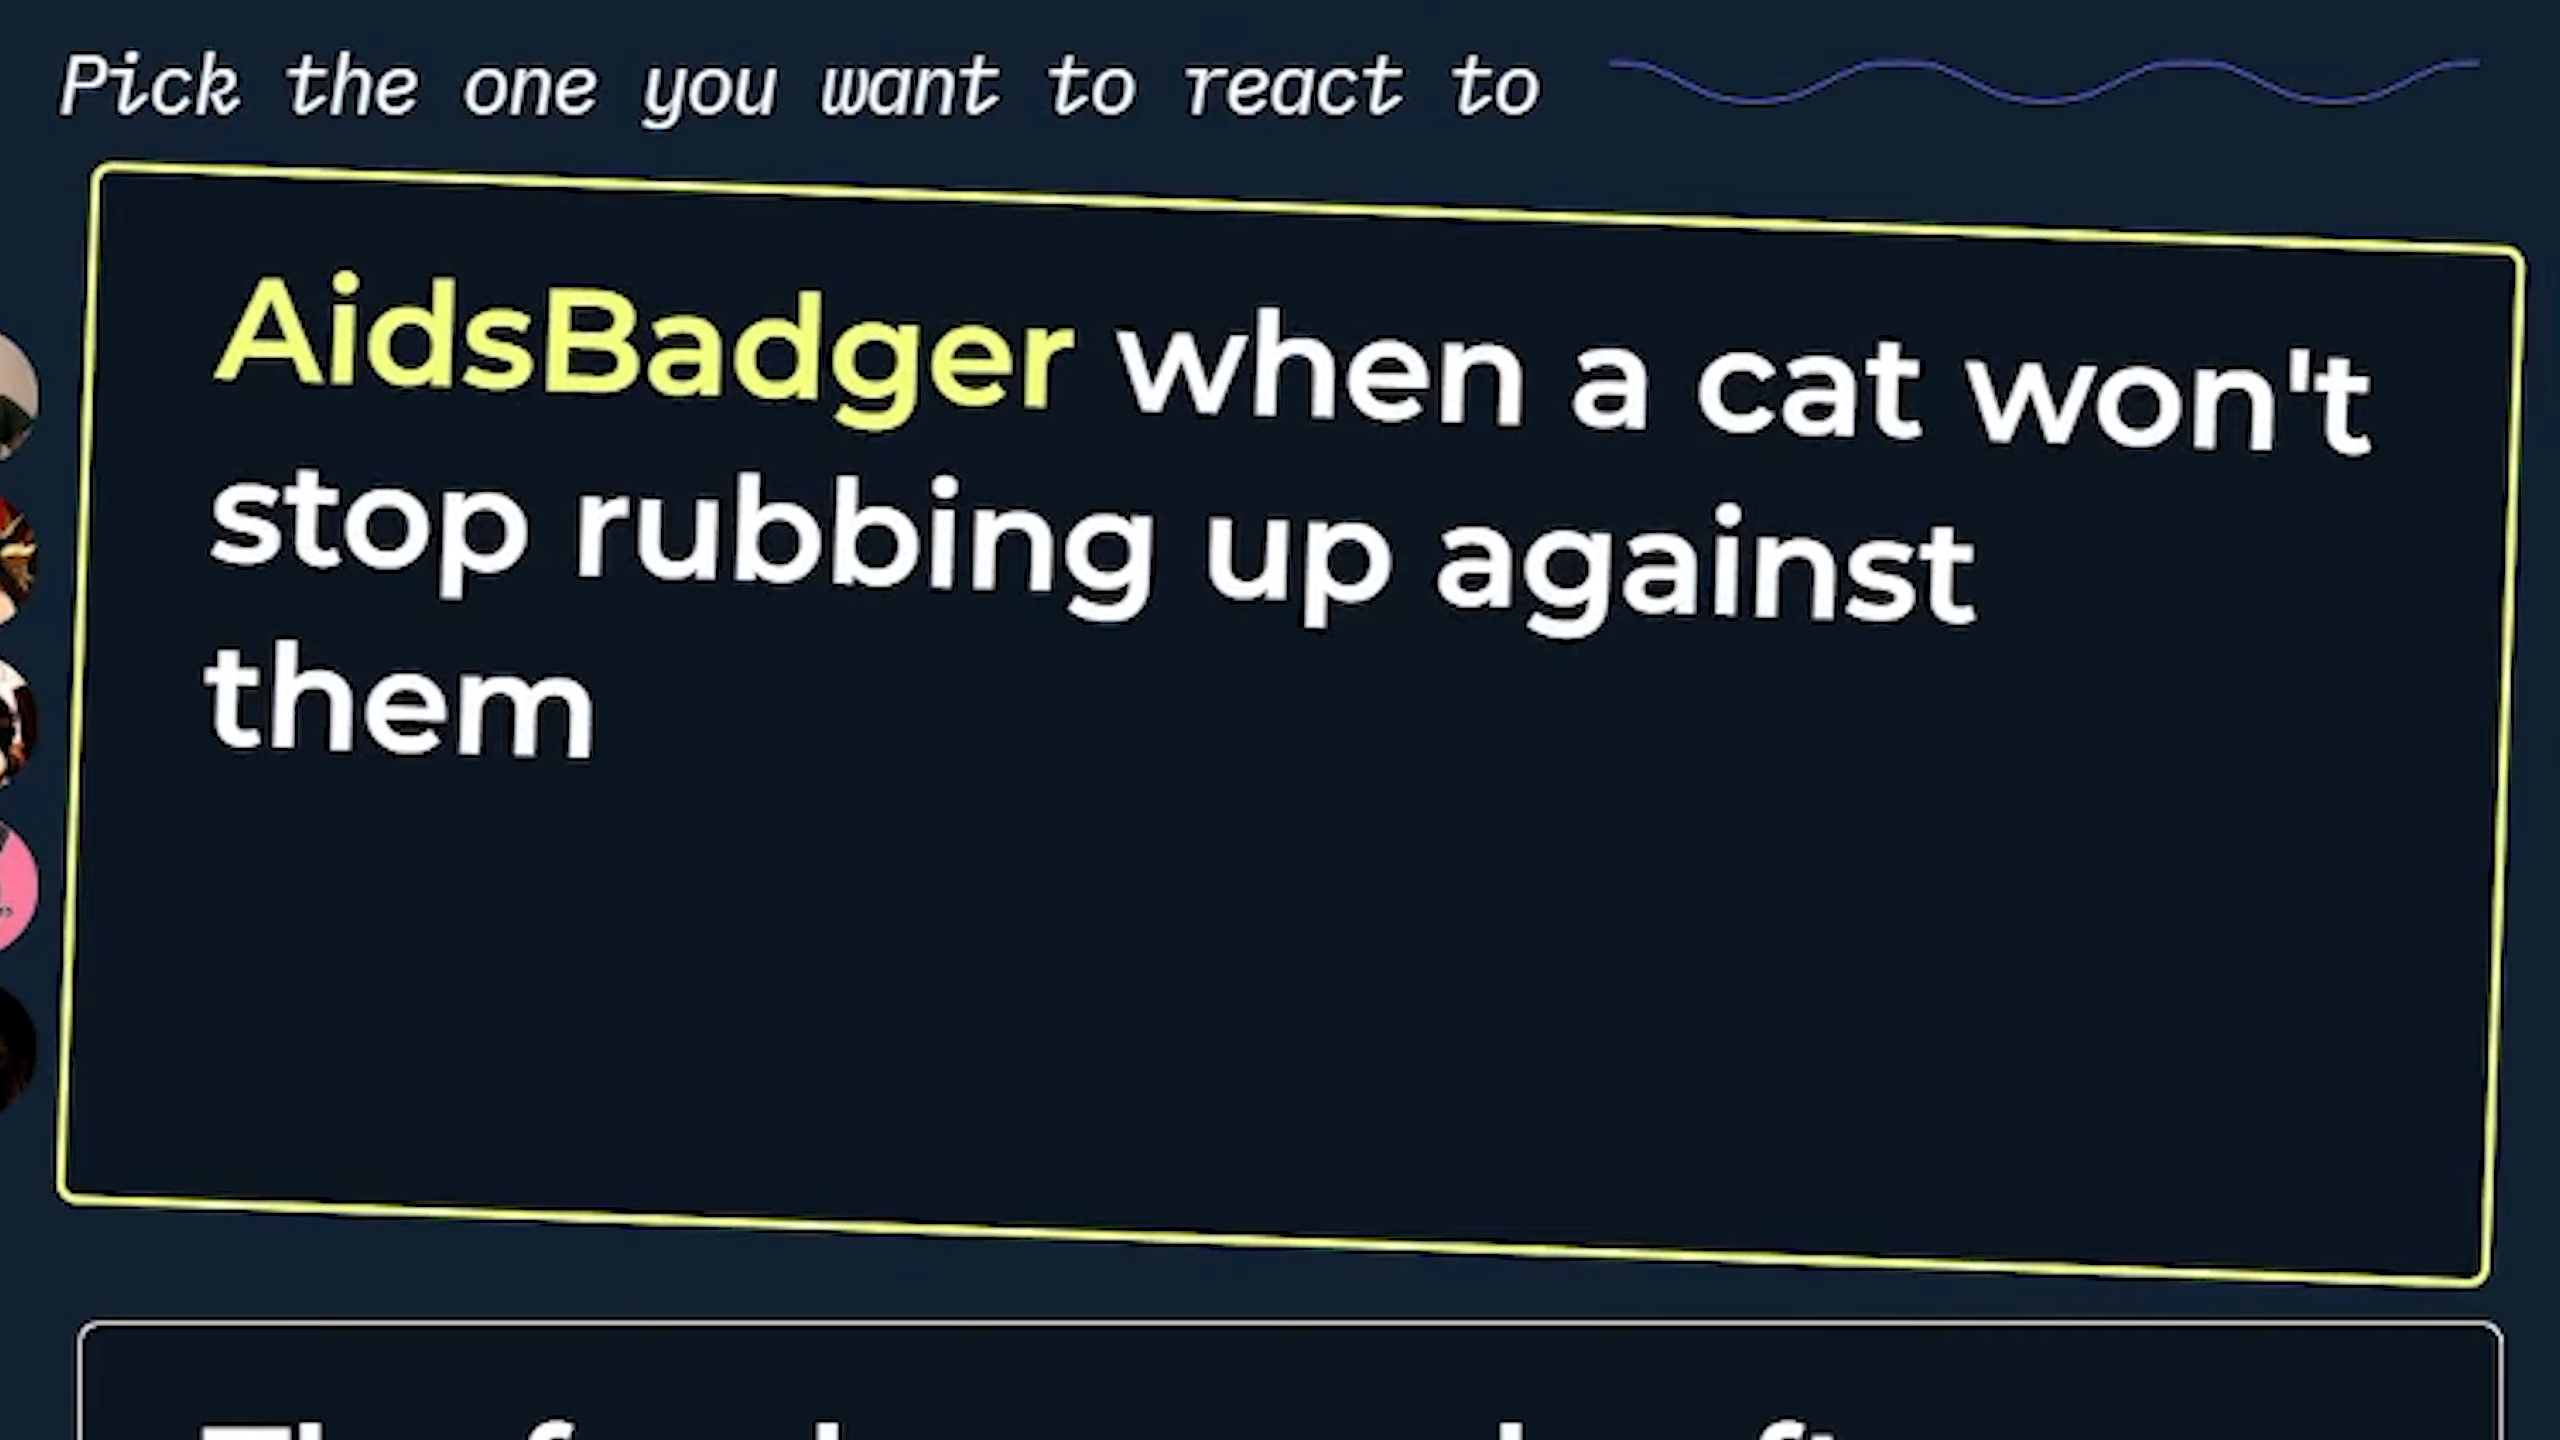 Pick the one you want to react to
AidsBadger when a cat won't
stop rubbing up against
them